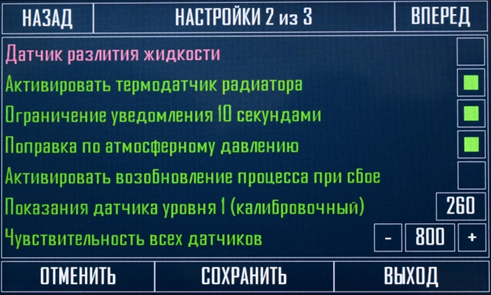 НАЗАД НАСТРОЙКИ 2 из 3 ВПЕРЕД
Датчик разлития жидкости
Активировать термодатчик радиатора
Ограничение уведомления 10 секундами
Поправка по атмосферному давлению
Активировать возобновление процесса при сбое
Показания датчика уровня 1 (калибровочный) 260
Чувствительность всех датчиков - 800 +
ОТМЕНИТЬ СОХРАНИТЬ ВЫХОД